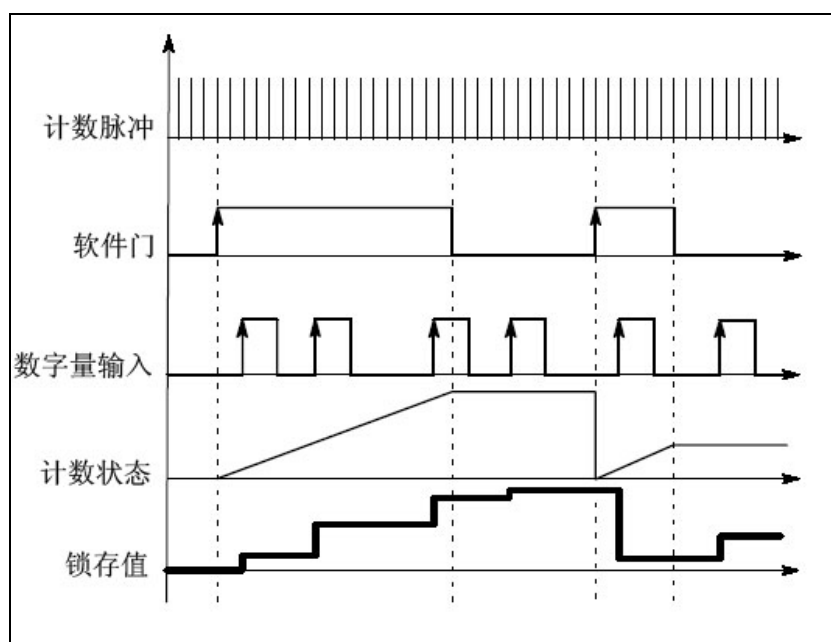 计数脉冲
软件门
数字量输入
计数状态
锁存值